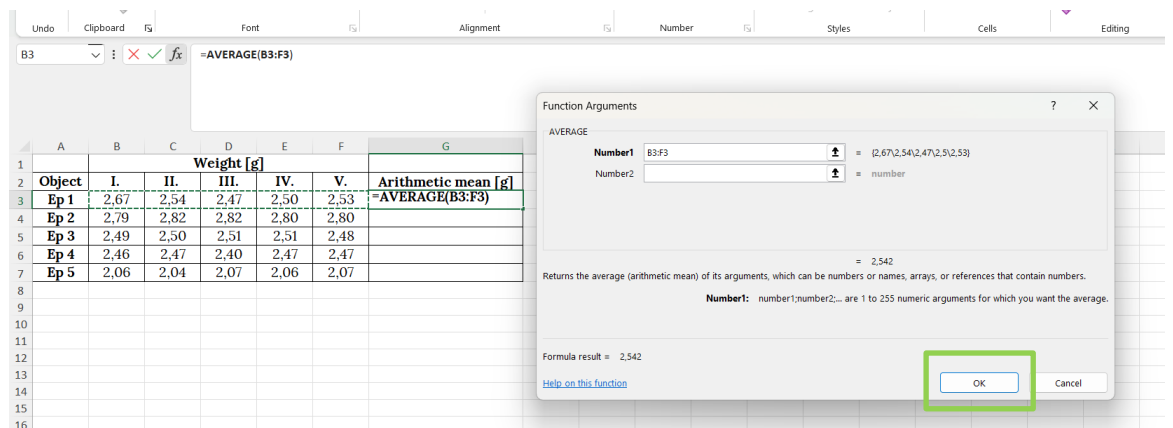 Undo Clipboard Font Alignment Number Styles Cells Editing
B3 fx =AVERAGE(B3:F3)
Function Arguments ? ×
AVERAGE
Number1 B3:F3 = {2,67\2,54\2,47\2,5\2,53}
Number2 = number
= 2,542
Returns the average (arithmetic mean) of its arguments, which can be numbers or names, arrays, or references that contain numbers.
Number1: number1;number2;... are 1 to 255 numeric arguments for which you want the average.
Formula result = 2,542
Help on this function
OK Cancel
A B C D E F G
1 Weight [g]
2 Object I. II. III. IV. V. Arithmetic mean [g]
3 Ep 1 2,67 2,54 2,47 2,50 2,53 =AVERAGE(B3:F3)
4 Ep 2 2,79 2,82 2,82 2,80 2,80
5 Ep 3 2,49 2,50 2,51 2,51 2,48
6 Ep 4 2,46 2,47 2,40 2,47 2,47
7 Ep 5 2,06 2,04 2,07 2,06 2,07
8
9
10
11
12
13
14
15
16